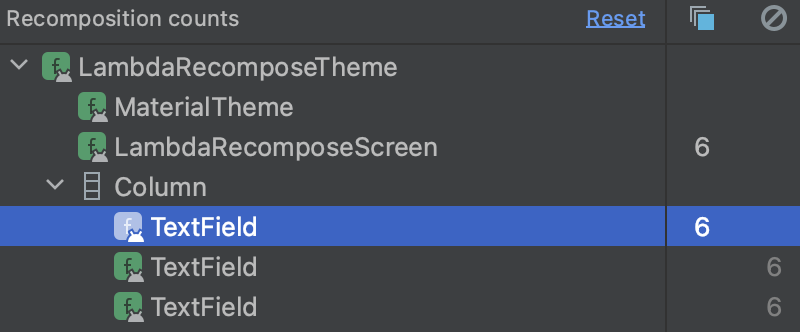 Recomposition counts Reset
LambdaRecomposeTheme
MaterialTheme
LambdaRecomposeScreen 6
Column
TextField 6
TextField 6
TextField 6